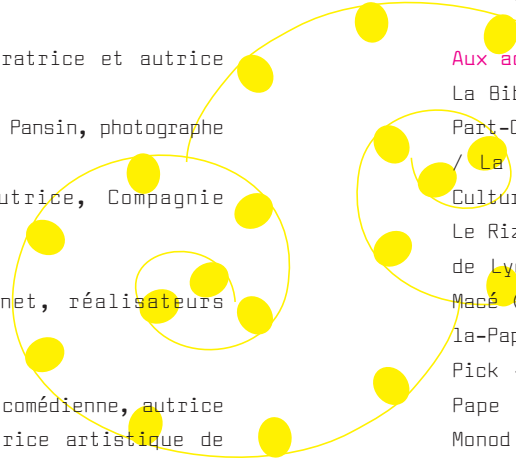 ratrice et autrice
Pansin, photographe
utrice, Compagnie
net, réalisateurs
comédienne, autrice
rice artistique de
Aux a
La Bib
Part-D
/ La
Cultur
Le Riz
de Ly
Macé (
la-Pap
Pick
Pape
Monod